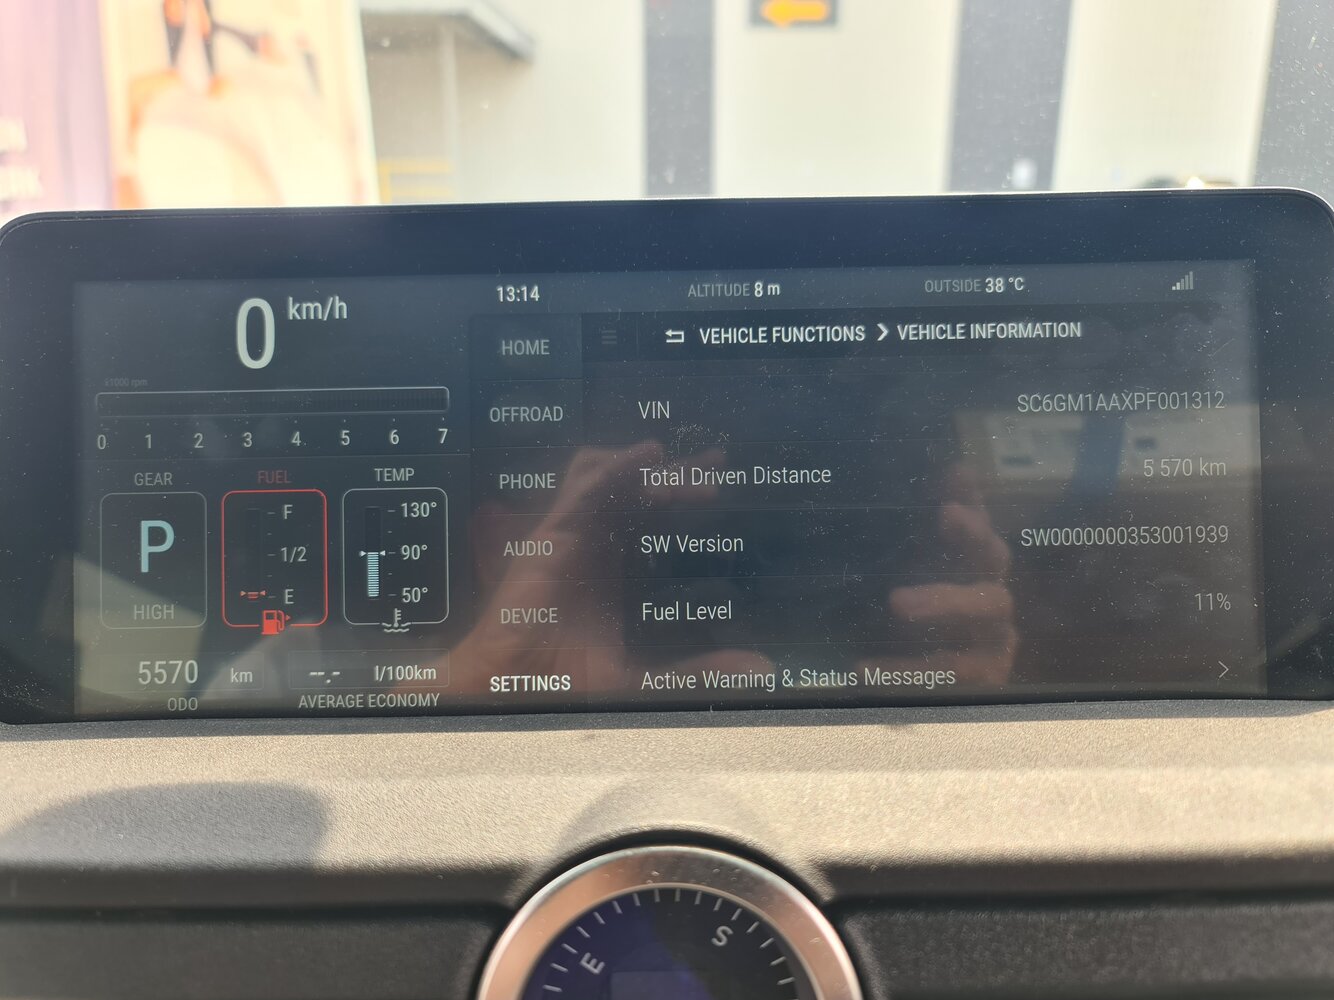 0 km/h
13:14
ALTITUDE 8 m
OUTSIDE 38 °C
x1000 rpm
0 1 2 3 4 5 6 7
GEAR
P
HIGH
FUEL
F
1/2
E
TEMP
130°
90°
50°
5570 km
ODO
--.- l/100km
AVERAGE ECONOMY
HOME
OFFROAD
PHONE
AUDIO
DEVICE
SETTINGS
VEHICLE FUNCTIONS > VEHICLE INFORMATION
VIN SC6GM1AAXPF001312
Total Driven Distance 5 570 km
SW Version SW0000000353001939
Fuel Level 11%
Active Warning & Status Messages >
E
S